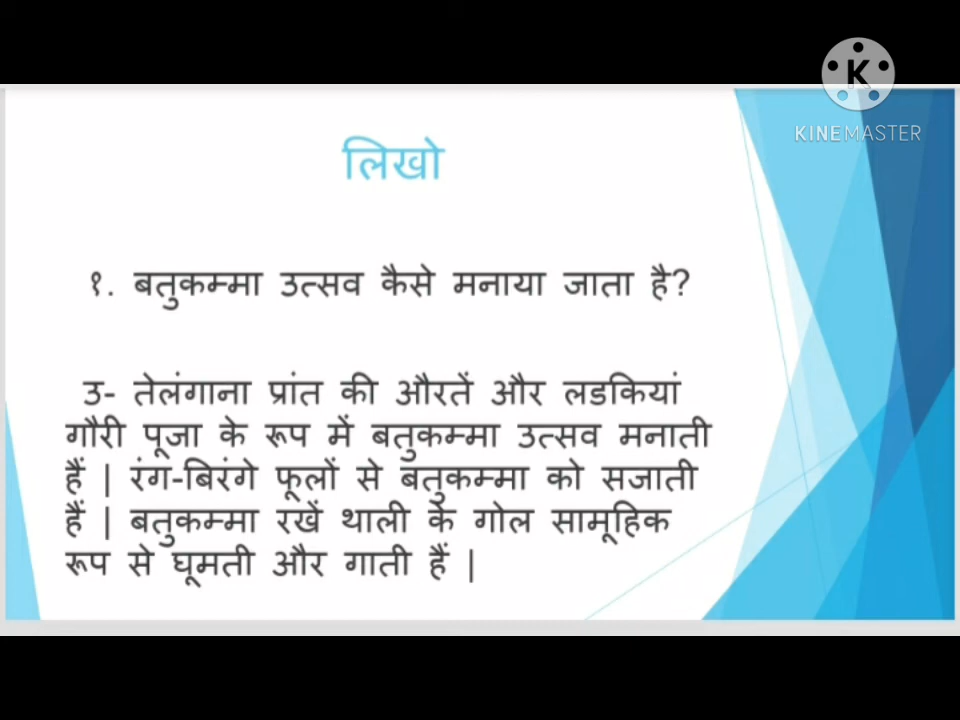 KINEMASTER
लिखो
१. बतुकम्मा उत्सव कैसे मनाया जाता है?
उ- तेलंगाना प्रांत की औरतें और लडकियां
गौरी पूजा के रूप में बतुकम्मा उत्सव मनाती
हैं | रंग-बिरंगे फूलों से बतुकम्मा को सजाती
हैं | बतुकम्मा रखें थाली के गोल सामूहिक
रूप से घूमती और गाती हैं |